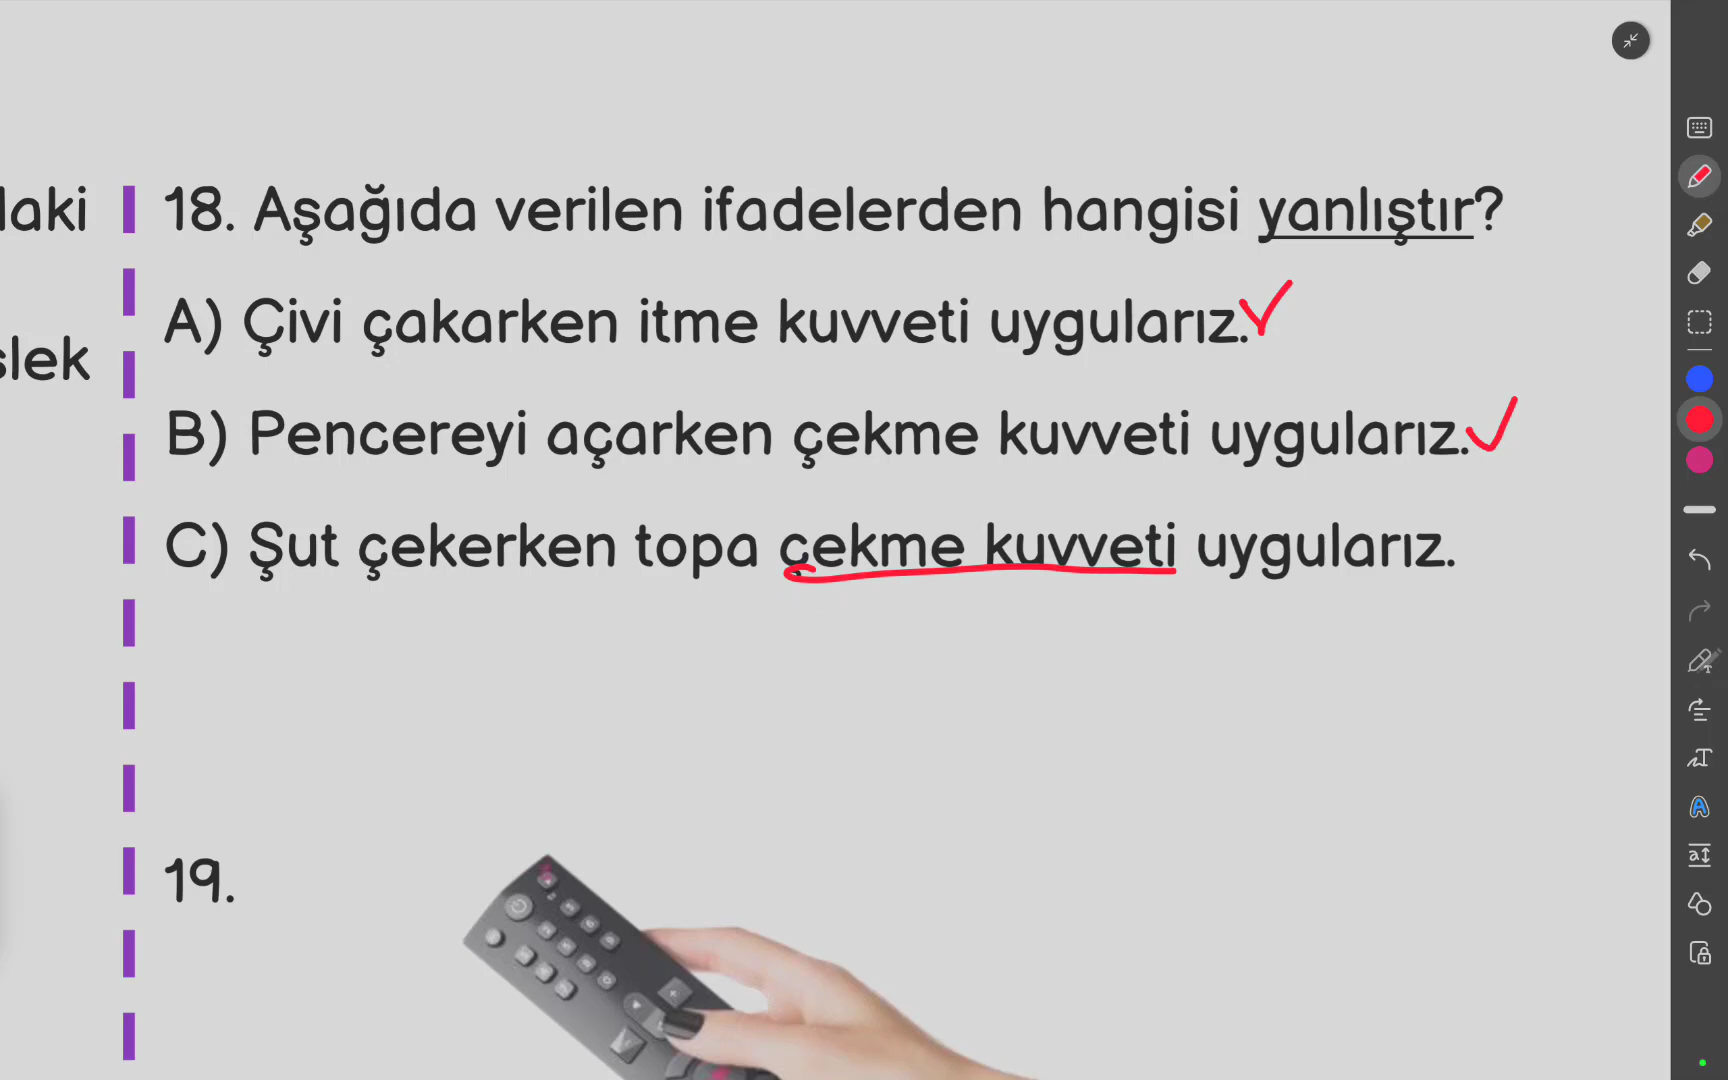 laki
slek
18. Aşağıda verilen ifadelerden hangisi yanlıştır?
A) Çivi çakarken itme kuvveti uygularız.
B) Pencereyi açarken çekme kuvveti uygularız.
C) Şut çekerken topa çekme kuvveti uygularız.
19.